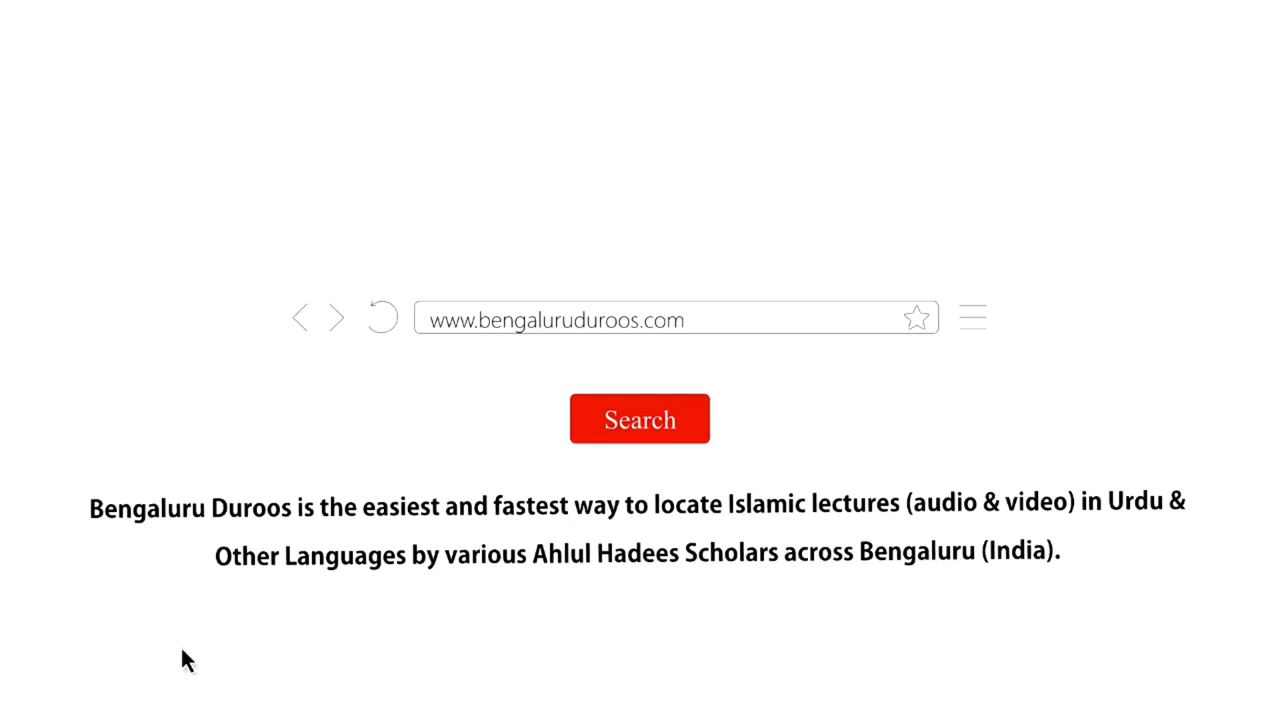 www.bengaluruduroos.com
Search
Bengaluru Duroos is the easiest and fastest way to locate Islamic lectures (audio & video) in Urdu &
Other Languages by various Ahlul Hadees Scholars across Bengaluru (India).